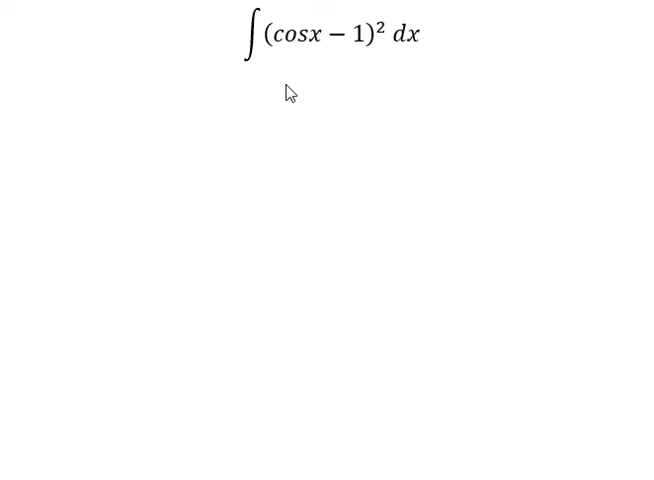 ∫(cosx − 1)² dx